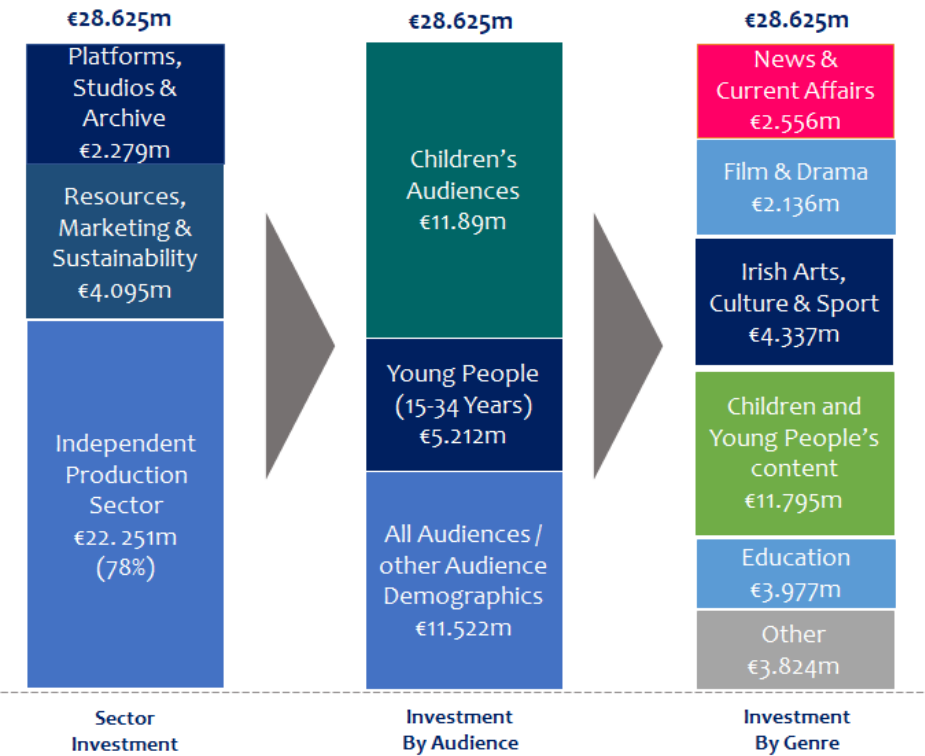 €28.625m
Platforms,
Studios &
Archive
€2.279m
Resources,
Marketing &
Sustainability
€4.095m
Independent
Production
Sector
€22. 251m
(78%)
Sector
Investment
€28.625m
Children's
Audiences
€11.89m
Young People
(15-34 Years)
€5.212m
All Audiences /
other Audience
Demographics
€11.522m
Investment
By Audience
€28.625m
News &
Current Affairs
€2.556m
Film & Drama
€2.136m
Irish Arts,
Culture & Sport
€4.337m
Children and
Young People's
content
€11.795m
Education
€3.977m
Other
€3.824m
Investment
By Genre